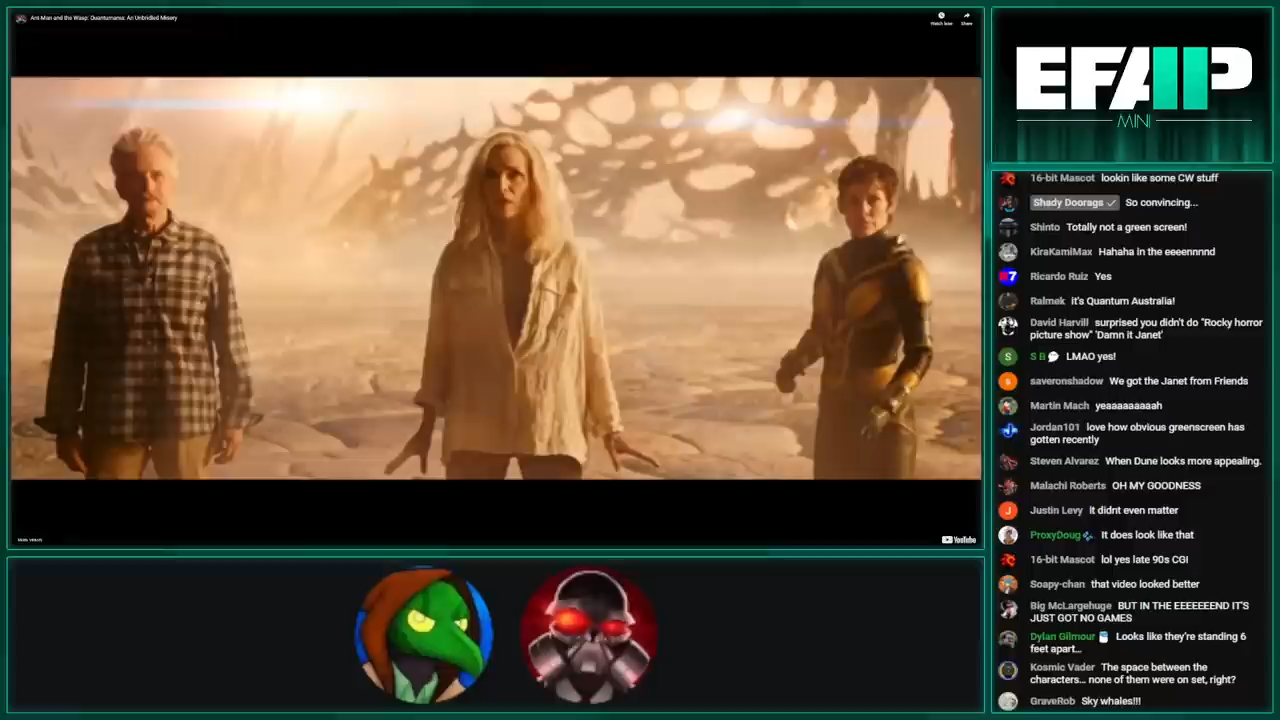 Ant-Man and the Wasp: Quantumania: An Unbridled Misery
Watch later
Share
EFAP
MINI
16-bit Mascot lookin like some CW stuff
Shady Doorags ✓ So convincing...
Shinto Totally not a green screen!
KiraKamiMax Hahaha in the eeeennnnd
Ricardo Ruiz Yes
Ralmek it's Quantum Australia!
David Harvill surprised you didn't do "Rocky horror
picture show" 'Damn it Janet'
S B LMAO yes!
saveronshadow We got the Janet from Friends
Martin Mach yeaaaaaaaah
Jordan101 love how obvious greenscreen has
gotten recently
Steven Alvarez When Dune looks more appealing.
Malachi Roberts OH MY GOODNESS
Justin Levy It didnt even matter
ProxyDoug It does look like that
16-bit Mascot lol yes late 90s CGI
Soapy-chan that video looked better
Big McLargehuge BUT IN THE EEEEEEEND IT'S
JUST GOT NO GAMES
Dylan Gilmour Looks like they're standing 6
feet apart...
Kosmic Vader The space between the
characters... none of them were on set, right?
GraveRob Sky whales!!!
MORE VIDEOS
YouTube